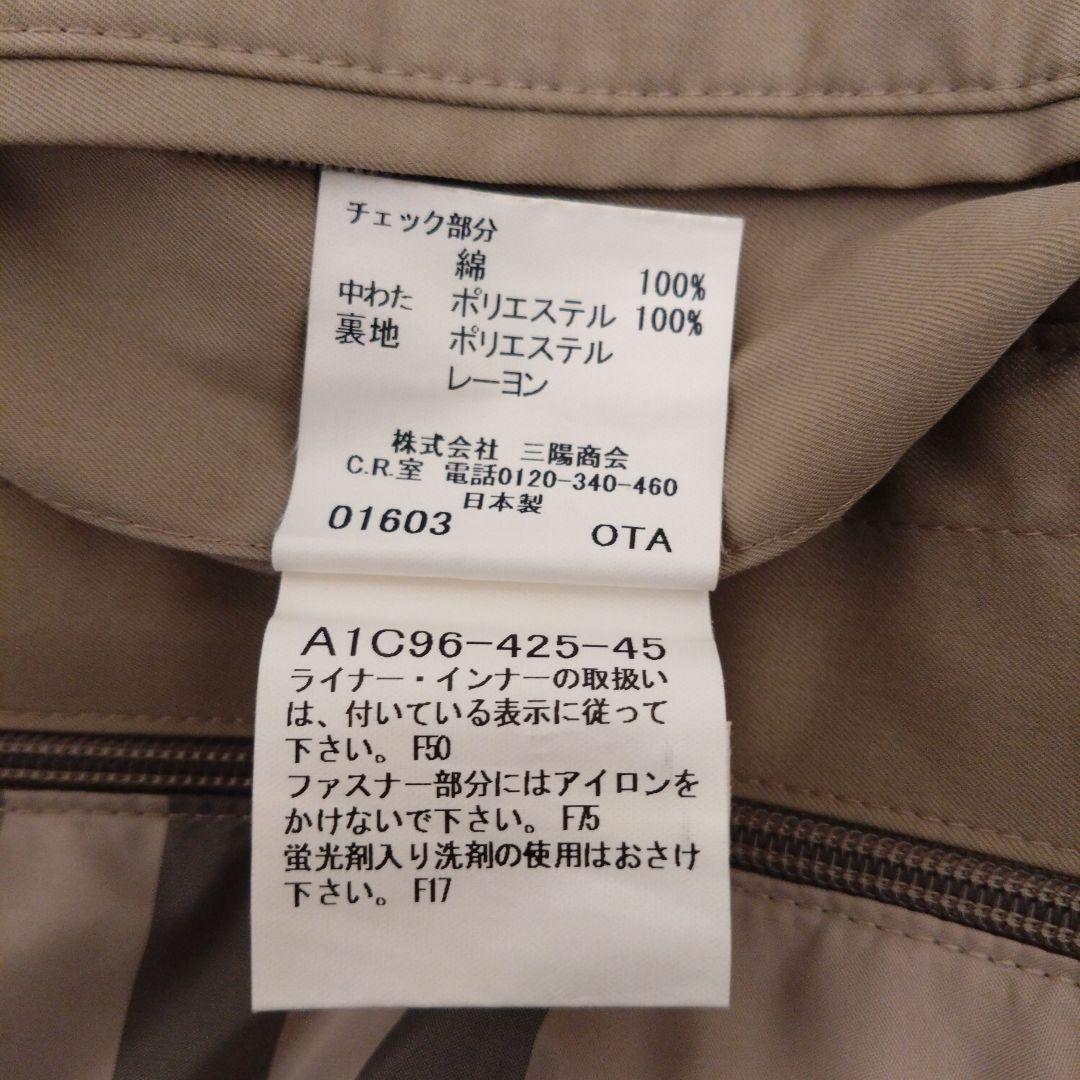 チェック部分
綿 100%
中わた ポリエステル 100%
裏地 ポリエステル
レーヨン
株式会社 三陽商会
C.R.室 電話0120-340-460
日本製
01603 OTA
A1C96-425-45
ライナー・インナーの取扱い
は、付いている表示に従って
下さい。 F50
ファスナー部分にはアイロンを
かけないで下さい。 F75
蛍光剤入り洗剤の使用はおさけ
下さい。 F17